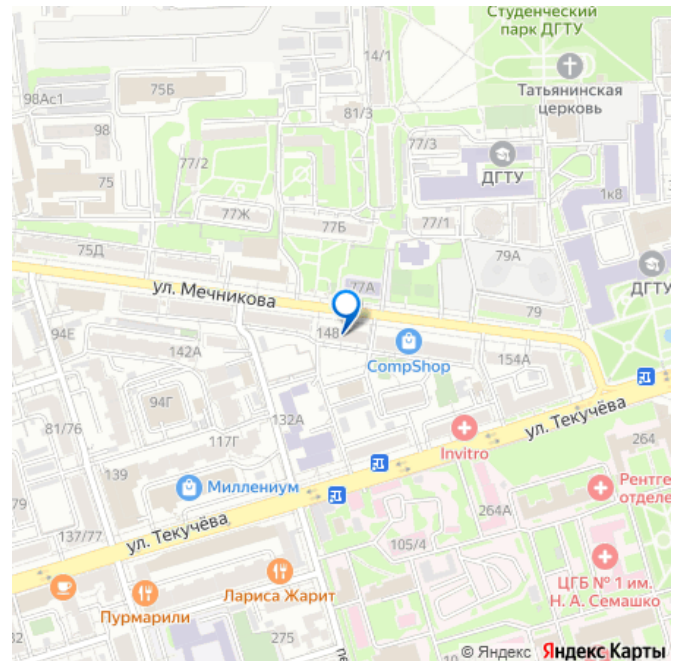 Студенческий
парк ДГТУ
14/1
Татьянинская
церковь
98Ас1
75Б
81/3
98
77/2
77/3
ДГТУ
75
1к8
77Ж
77Б
77/1
75Д
79А
ДГТУ
ул. Мечникова
77А
79
94Е
148
142А
CompShop
154А
94Г
132А
ул. Текучёва
81/76
117Г
Invitro
264
139
Миллениум
Рентге
отделе
79
264А
137/77
ул. Текучёва
105/4
ЦГБ № 1 им.
Н. А. Семашко
Пурмарили
Лариса Жарит
275
пе
© Яндекс Яндекс Карты